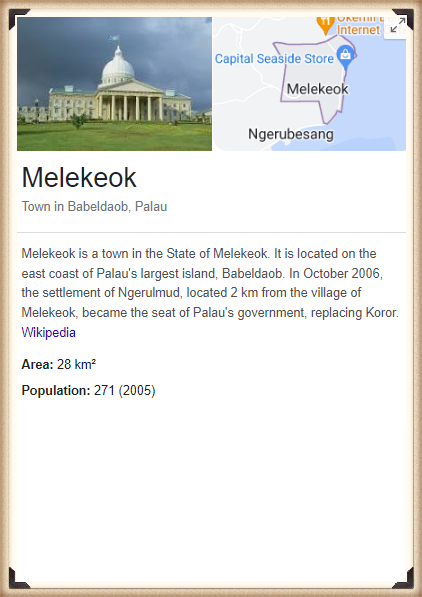 Internet
Capital Seaside Store
Melekeok
Ngerubesang
Melekeok
Town in Babeldaob, Palau
Melekeok is a town in the State of Melekeok. It is located on the
east coast of Palau's largest island, Babeldaob. In October 2006,
the settlement of Ngerulmud, located 2 km from the village of
Melekeok, became the seat of Palau's government, replacing Koror.
Wikipedia
Area: 28 km²
Population: 271 (2005)